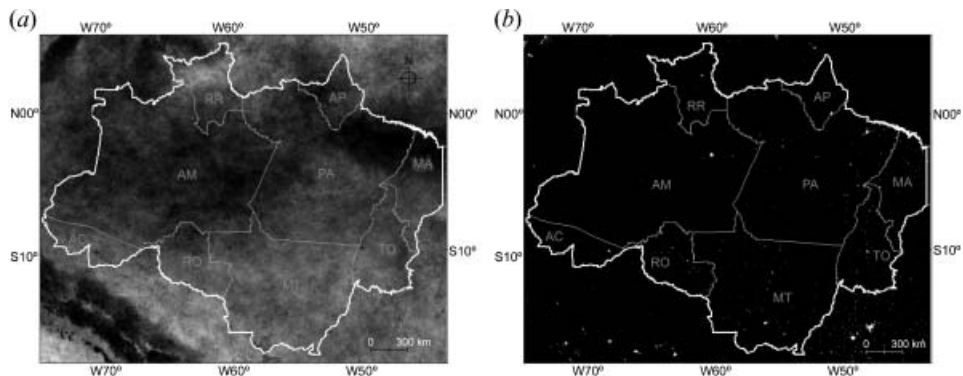 (a)
W70º W60º W50º
N
RR
AP
N00º
MA
AM
PA
AC
TO
S10º
RO
MT
0 300 km
W70º W60º W50º
(b)
W70º W60º W50º
RR
AP
N00º
N00º
AM
PA
MA
AC
RO
TO
S10º
S10º
MT
0 300 km
W70º W60º W50º